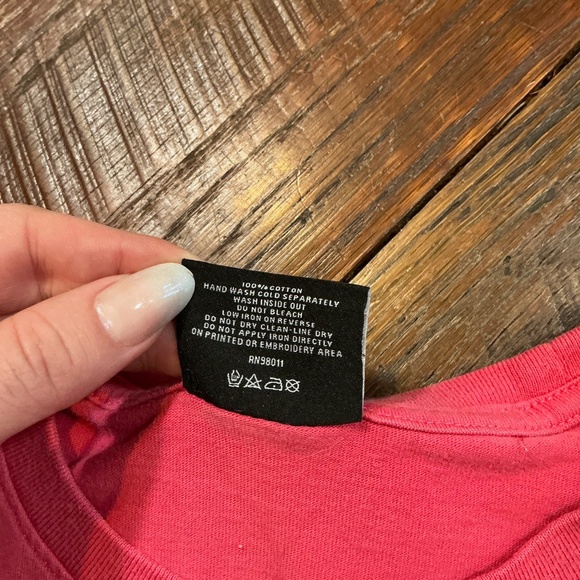 100% COTTON
HAND WASH COLD SEPARATELY
WASH INSIDE OUT
DO NOT BLEACH
LOW IRON ON REVERSE
DO NOT DRY CLEAN-LINE DRY
DO NOT APPLY IRON DIRECTLY
ON PRINTED OR EMBROIDERY AREA
RN98011